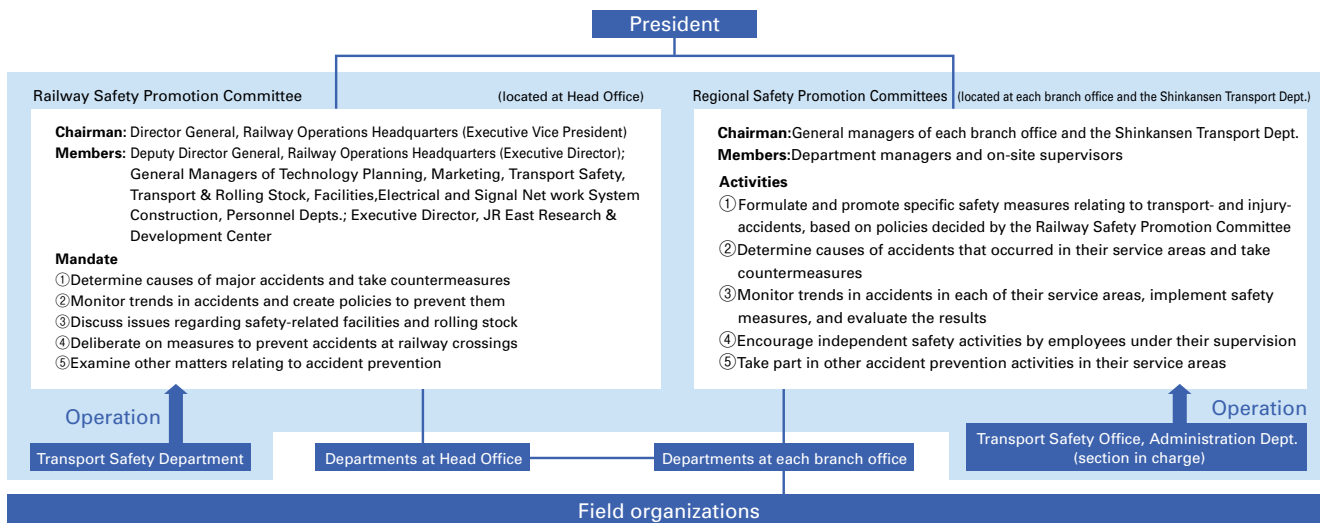 President
Railway Safety Promotion Committee (located at Head Office)
Chairman: Director General, Railway Operations Headquarters (Executive Vice President)
Members: Deputy Director General, Railway Operations Headquarters (Executive Director);
General Managers of Technology Planning, Marketing, Transport Safety,
Transport & Rolling Stock, Facilities,Electrical and Signal Net work System
Construction, Personnel Depts.; Executive Director, JR East Research &
Development Center
Mandate
①Determine causes of major accidents and take countermeasures
②Monitor trends in accidents and create policies to prevent them
③Discuss issues regarding safety-related facilities and rolling stock
④Deliberate on measures to prevent accidents at railway crossings
⑤Examine other matters relating to accident prevention
Regional Safety Promotion Committees (located at each branch office and the Shinkansen Transport Dept.)
Chairman:General managers of each branch office and the Shinkansen Transport Dept.
Members:Department managers and on-site supervisors
Activities
①Formulate and promote specific safety measures relating to transport- and injury-
accidents, based on policies decided by the Railway Safety Promotion Committee
②Determine causes of accidents that occurred in their service areas and take
countermeasures
③Monitor trends in accidents in each of their service areas, implement safety
measures, and evaluate the results
④Encourage independent safety activities by employees under their supervision
⑤Take part in other accident prevention activities in their service areas
Operation
Operation
Transport Safety Department
Departments at Head Office
Departments at each branch office
Transport Safety Office, Administration Dept.
(section in charge)
Field organizations